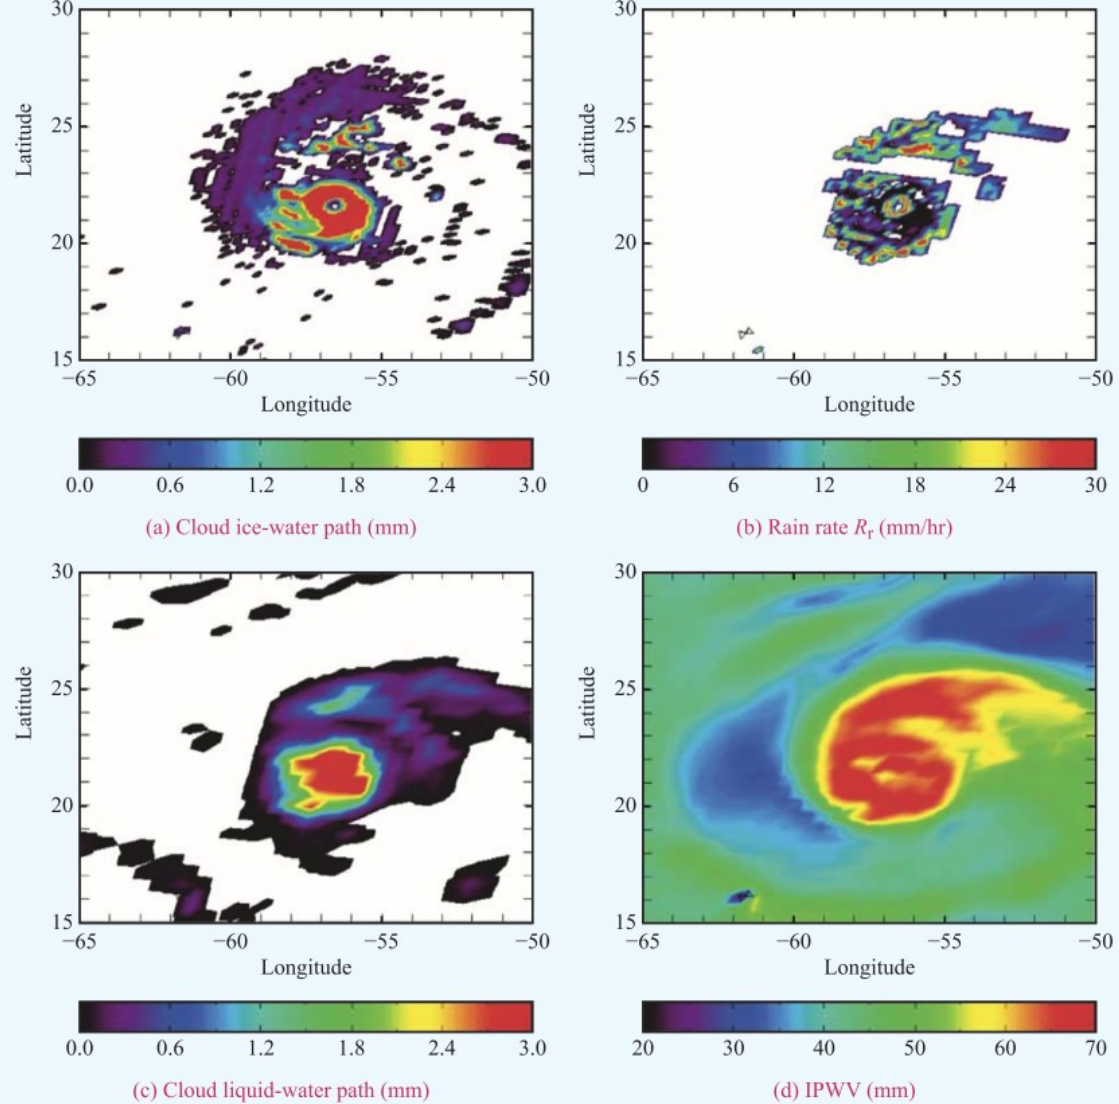 30
25
20
15
Latitude
−65 −60 −55 −50
Longitude
0.0 0.6 1.2 1.8 2.4 3.0
(a) Cloud ice-water path (mm)
30
25
20
15
Latitude
−65 −60 −55 −50
Longitude
0 6 12 18 24 30
(b) Rain rate Rr (mm/hr)
30
25
20
15
Latitude
−65 −60 −55 −50
Longitude
0.0 0.6 1.2 1.8 2.4 3.0
(c) Cloud liquid-water path (mm)
30
25
20
15
Latitude
−65 −60 −55 −50
Longitude
20 30 40 50 60 70
(d) IPWV (mm)